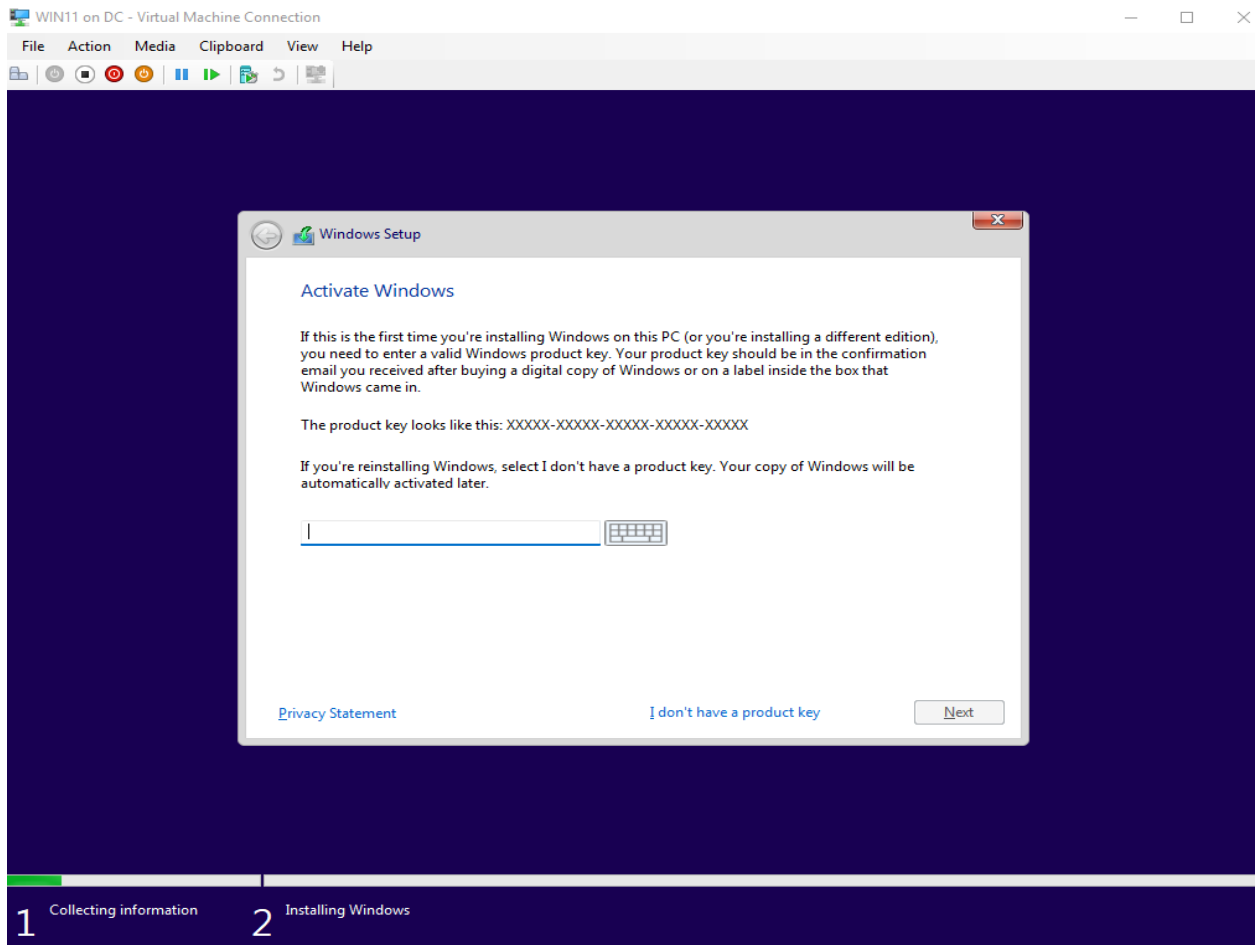 WIN11 on DC - Virtual Machine Connection
File Action Media Clipboard View Help
Windows Setup
Activate Windows
If this is the first time you're installing Windows on this PC (or you're installing a different edition),
you need to enter a valid Windows product key. Your product key should be in the confirmation
email you received after buying a digital copy of Windows or on a label inside the box that
Windows came in.
The product key looks like this: XXXXX-XXXXX-XXXXX-XXXXX-XXXXX
If you're reinstalling Windows, select I don't have a product key. Your copy of Windows will be
automatically activated later.
Privacy Statement
I don't have a product key
Next
1 Collecting information
2 Installing Windows